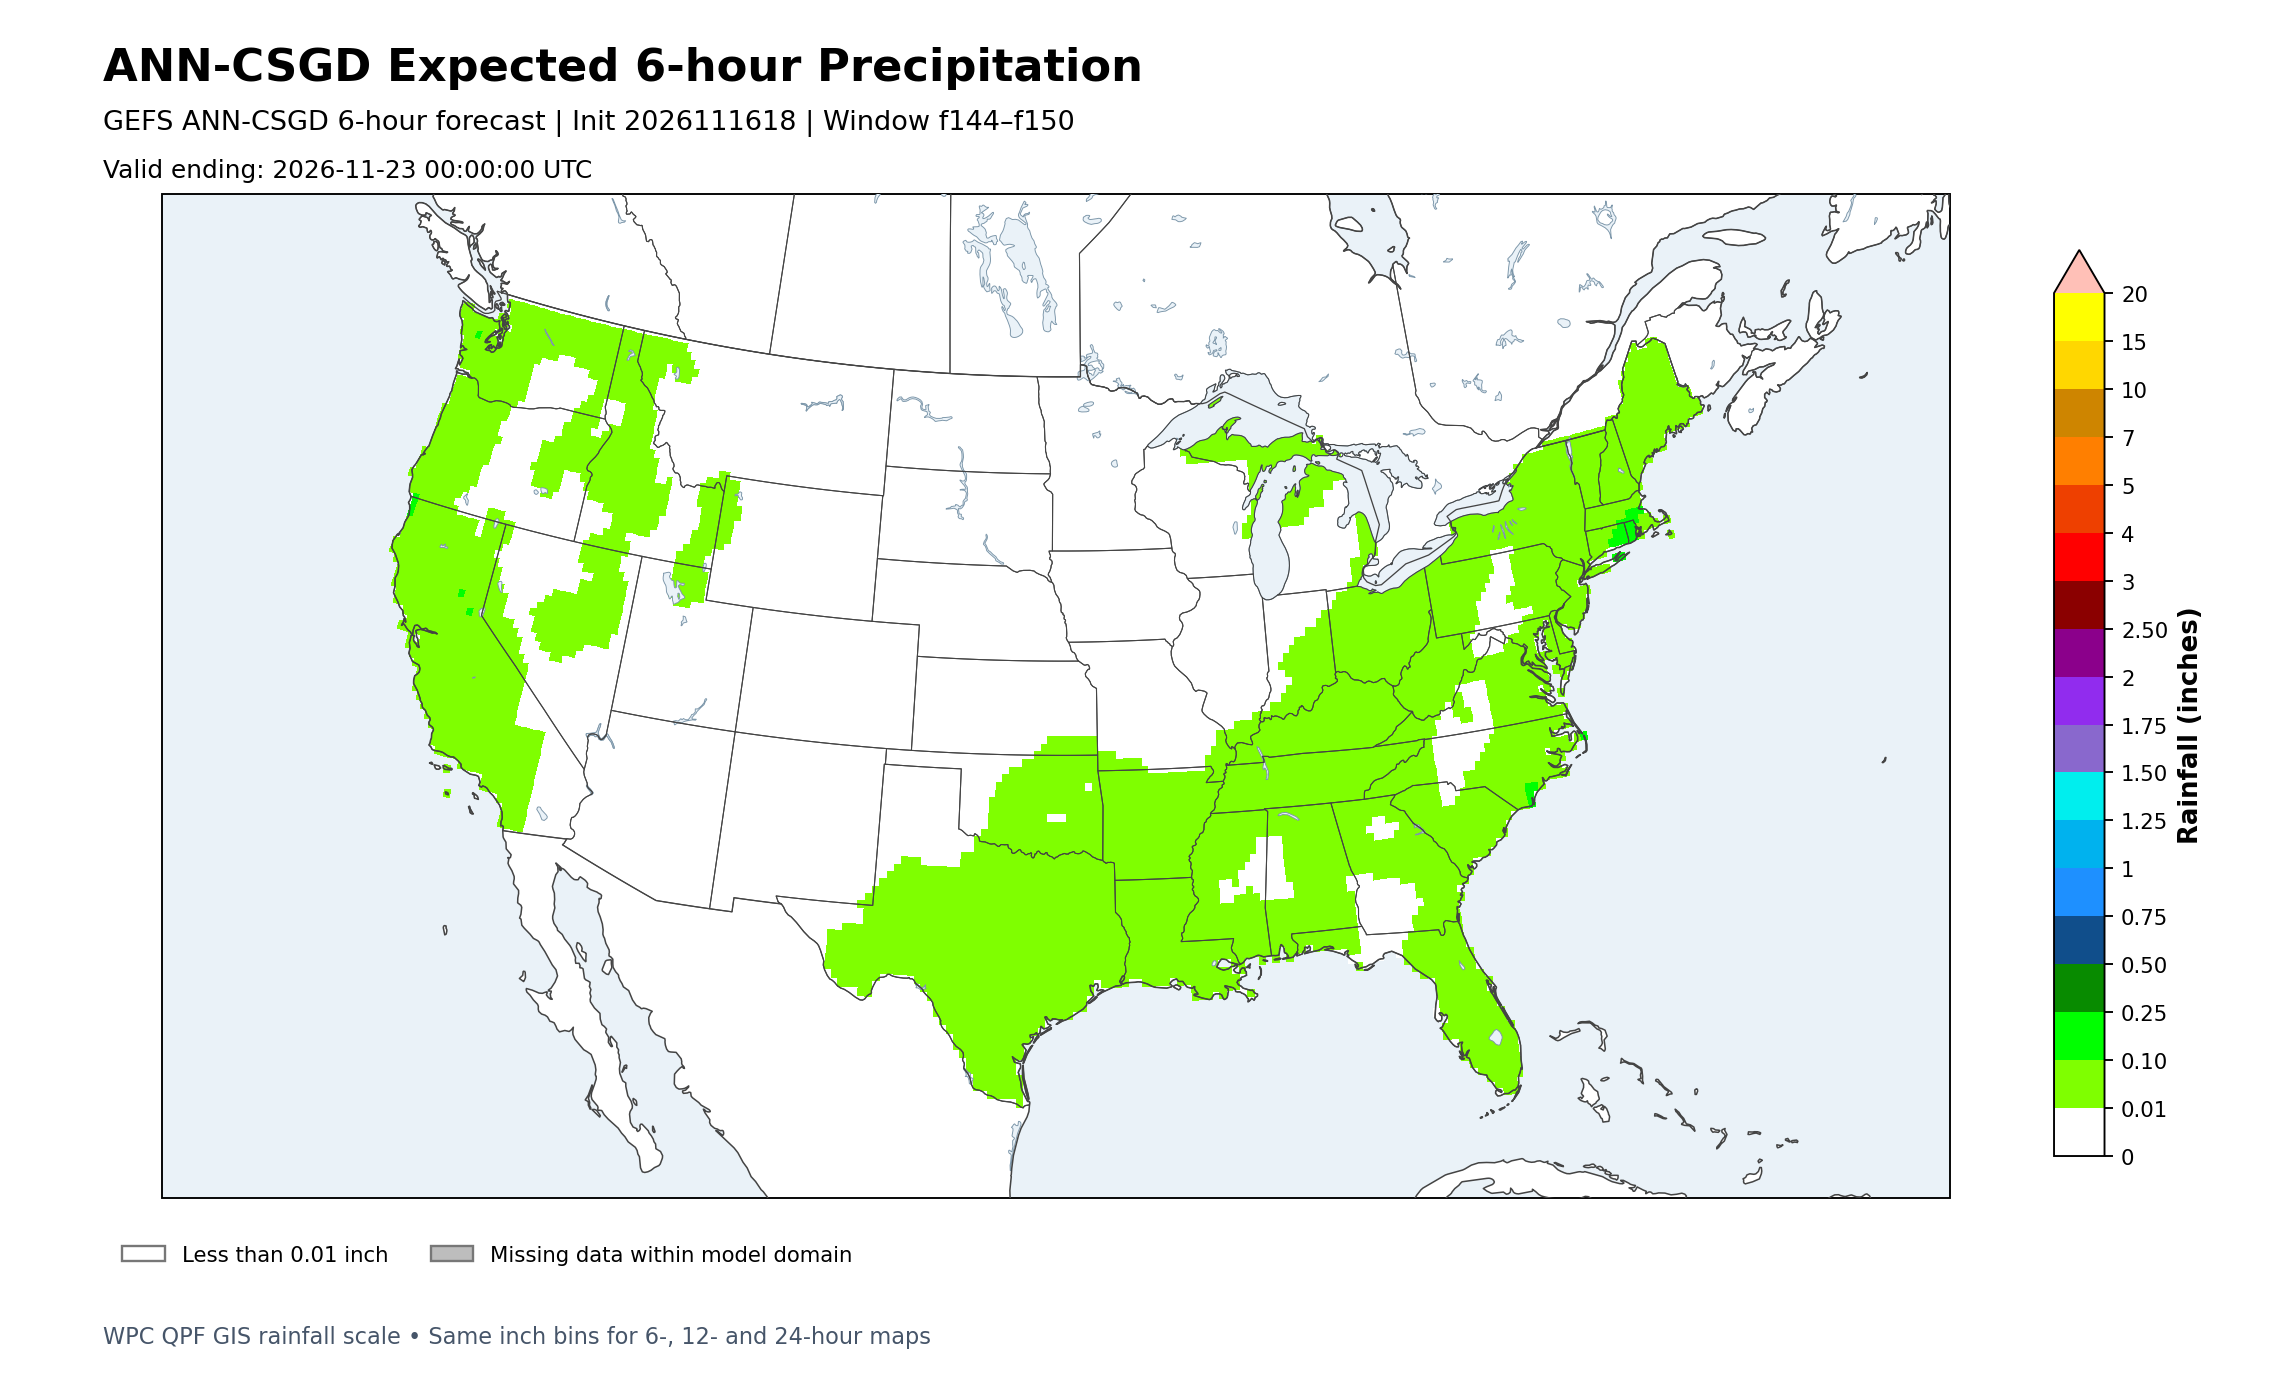 ANN-CSGD Expected 6-hour Precipitation
GEFS ANN-CSGD 6-hour forecast | Init 2026111618 | Window f144–f150
Valid ending: 2026-11-23 00:00:00 UTC
20
15
10
7
5
4
3
2.50
2
1.75
1.50
1.25
1
0.75
0.50
0.25
0.10
0.01
0
Rainfall (inches)
Less than 0.01 inch
Missing data within model domain
WPC QPF GIS rainfall scale • Same inch bins for 6-, 12- and 24-hour maps